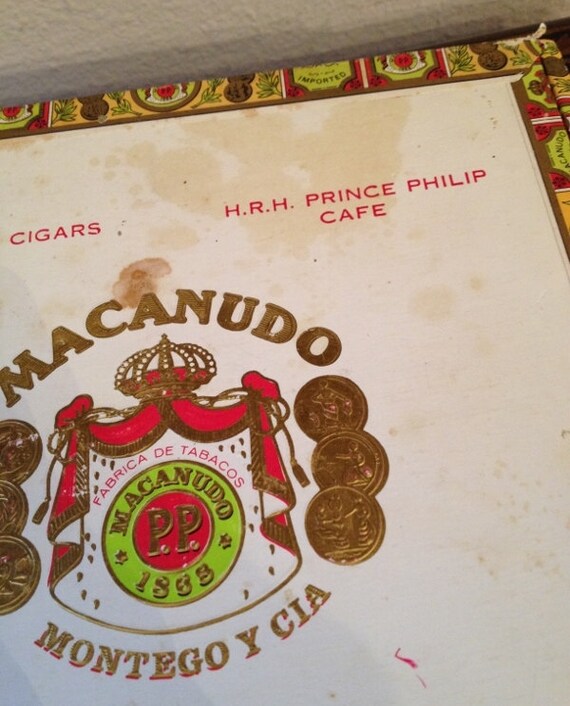 IMPORTED
CIGARS
H.R.H. PRINCE PHILIP
CAFE
MACANUDO
FABRICA DE TABACOS
MACANUDO
P.P.
1868
MONTEGO Y CIA